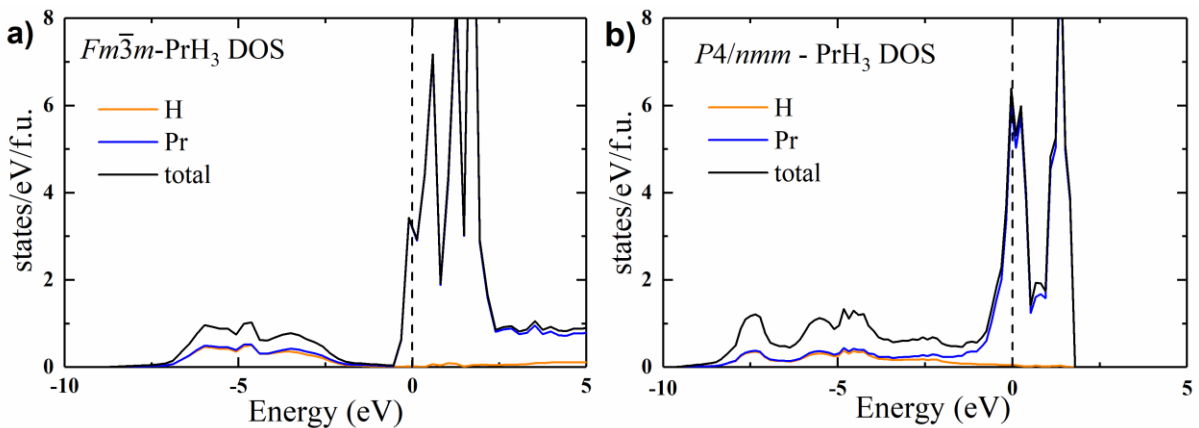 a)
Fm3̅m-PrH₃ DOS
H
Pr
total
states/eV/f.u.
8
6
4
2
0
-10
-5
0
5
Energy (eV)
b)
P4/nmm - PrH₃ DOS
H
Pr
total
states/eV/f.u.
8
6
4
2
0
-10
-5
0
5
Energy (eV)